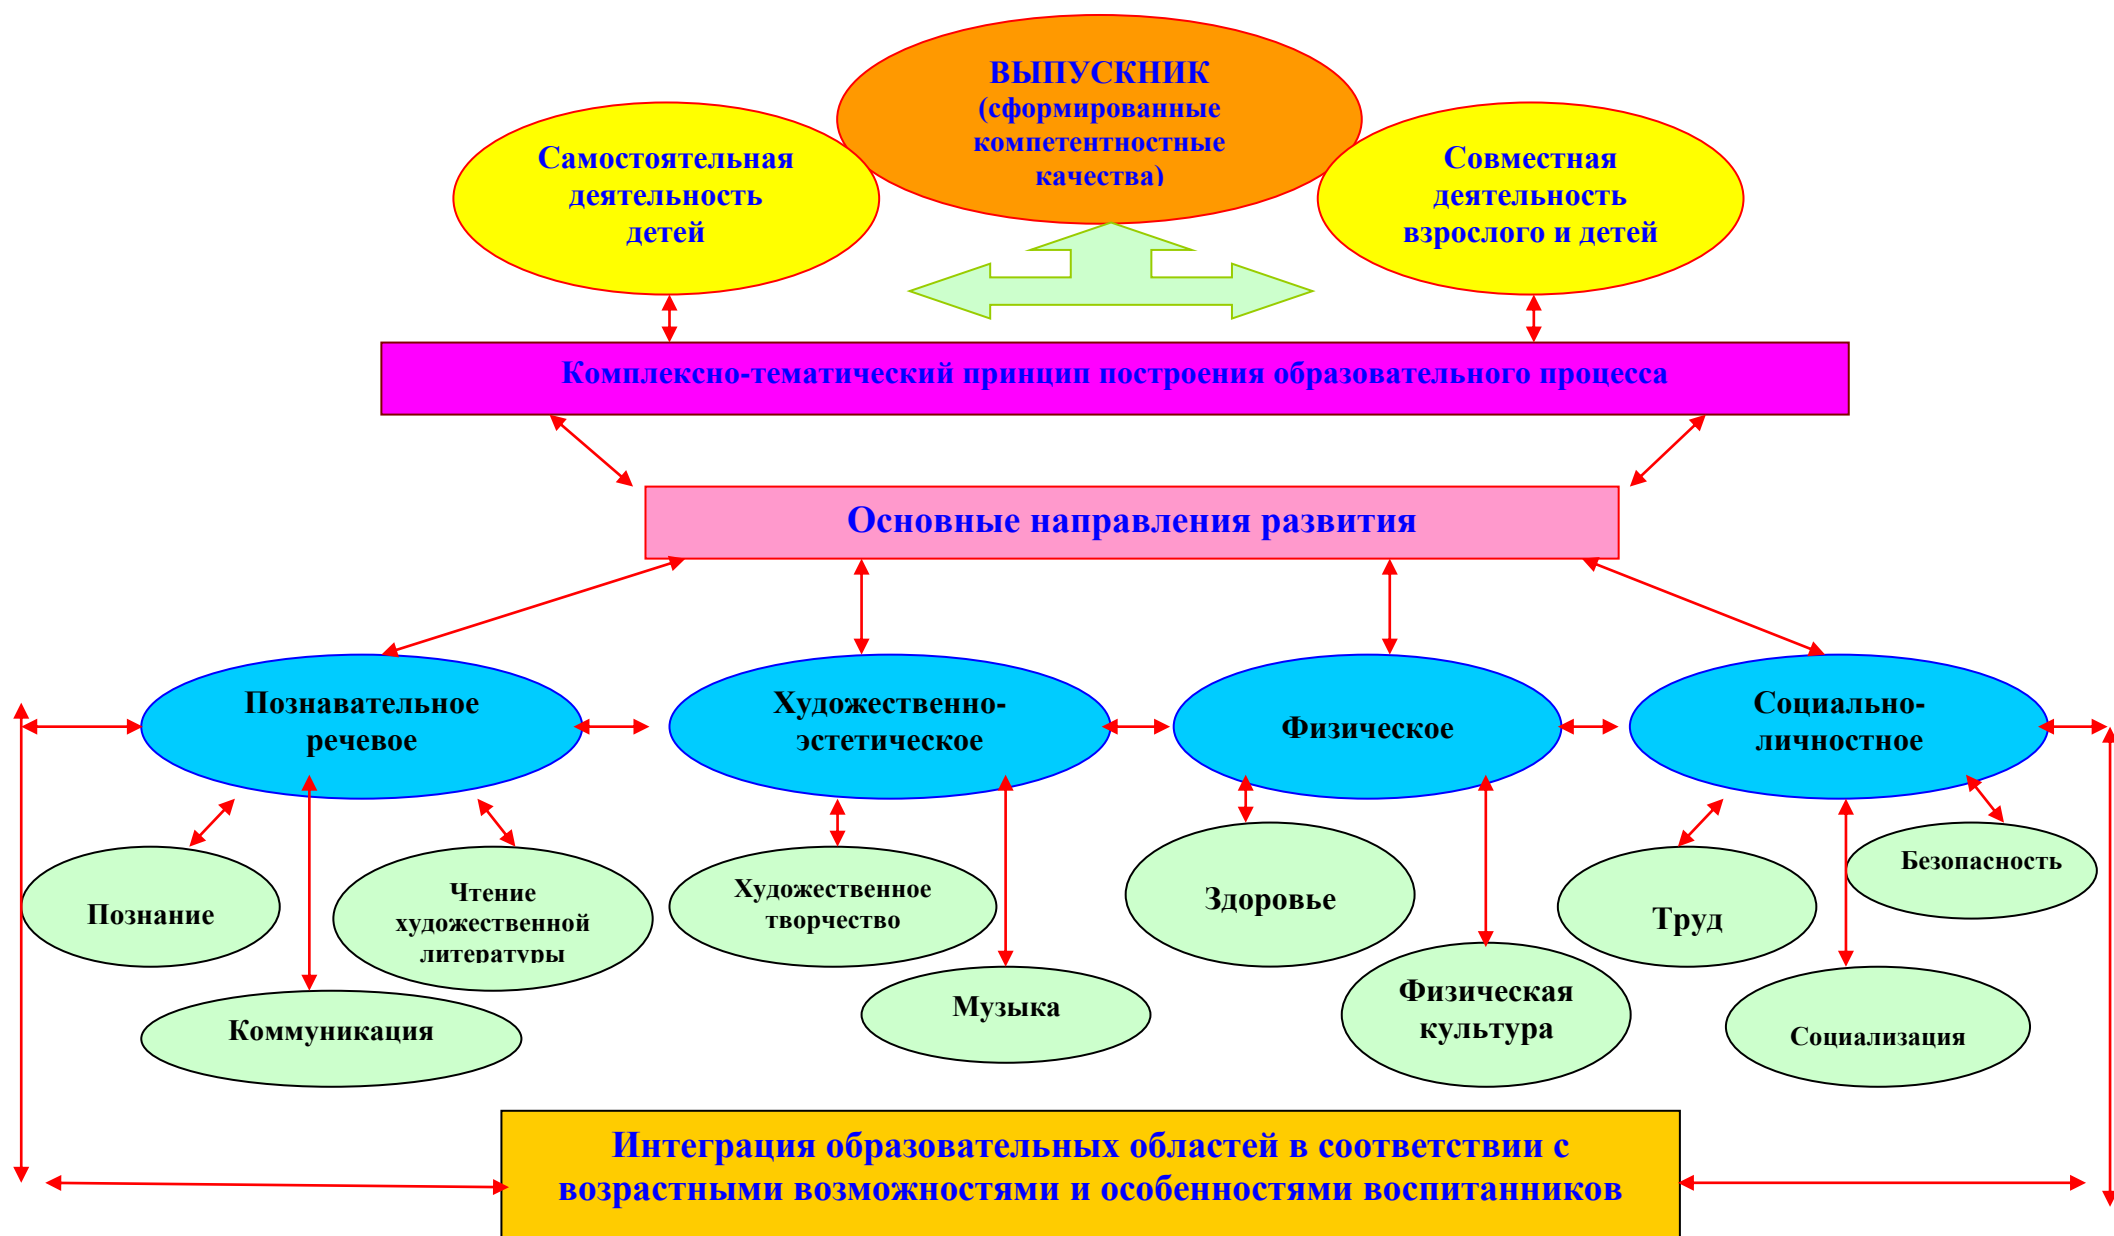 ВЫПУСКНИК
(сформированные
компетентностные
качества)
Самостоятельная
деятельность
детей
Совместная
деятельность
взрослого и детей
Комплексно-тематический принцип построения образовательного процесса
Основные направления развития
Познавательное
речевое
Художественно-
эстетическое
Физическое
Социально-
личностное
Познание
Чтение
художественной
литературы
Коммуникация
Художественное
творчество
Музыка
Здоровье
Физическая
культура
Труд
Безопасность
Социализация
Интеграция образовательных областей в соответствии с
возрастными возможностями и особенностями воспитанников